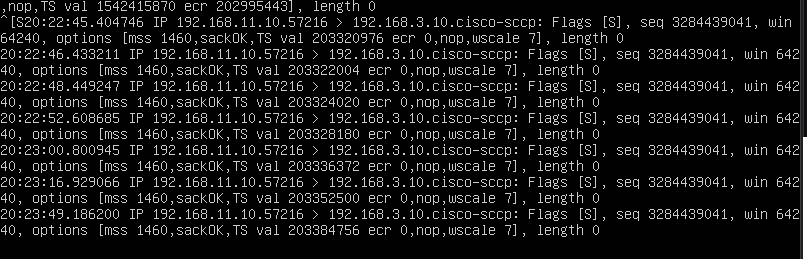 ,nop,TS val 1542415870 ecr 202995443], length 0
^[S20:22:45.404746 IP 192.168.11.10.57216 > 192.168.3.10.cisco-sccp: Flags [S], seq 3284439041, win
64240, options [mss 1460,sackOK,TS val 203320976 ecr 0,nop,wscale 7], length 0
20:22:46.433211 IP 192.168.11.10.57216 > 192.168.3.10.cisco-sccp: Flags [S], seq 3284439041, win 642
40, options [mss 1460,sackOK,TS val 203322004 ecr 0,nop,wscale 7], length 0
20:22:48.449247 IP 192.168.11.10.57216 > 192.168.3.10.cisco-sccp: Flags [S], seq 3284439041, win 642
40, options [mss 1460,sackOK,TS val 203324020 ecr 0,nop,wscale 7], length 0
20:22:52.608685 IP 192.168.11.10.57216 > 192.168.3.10.cisco-sccp: Flags [S], seq 3284439041, win 642
40, options [mss 1460,sackOK,TS val 203328180 ecr 0,nop,wscale 7], length 0
20:23:00.800945 IP 192.168.11.10.57216 > 192.168.3.10.cisco-sccp: Flags [S], seq 3284439041, win 642
40, options [mss 1460,sackOK,TS val 203336372 ecr 0,nop,wscale 7], length 0
20:23:16.929066 IP 192.168.11.10.57216 > 192.168.3.10.cisco-sccp: Flags [S], seq 3284439041, win 642
40, options [mss 1460,sackOK,TS val 203352500 ecr 0,nop,wscale 7], length 0
20:23:49.186200 IP 192.168.11.10.57216 > 192.168.3.10.cisco-sccp: Flags [S], seq 3284439041, win 642
40, options [mss 1460,sackOK,TS val 203384756 ecr 0,nop,wscale 7], length 0